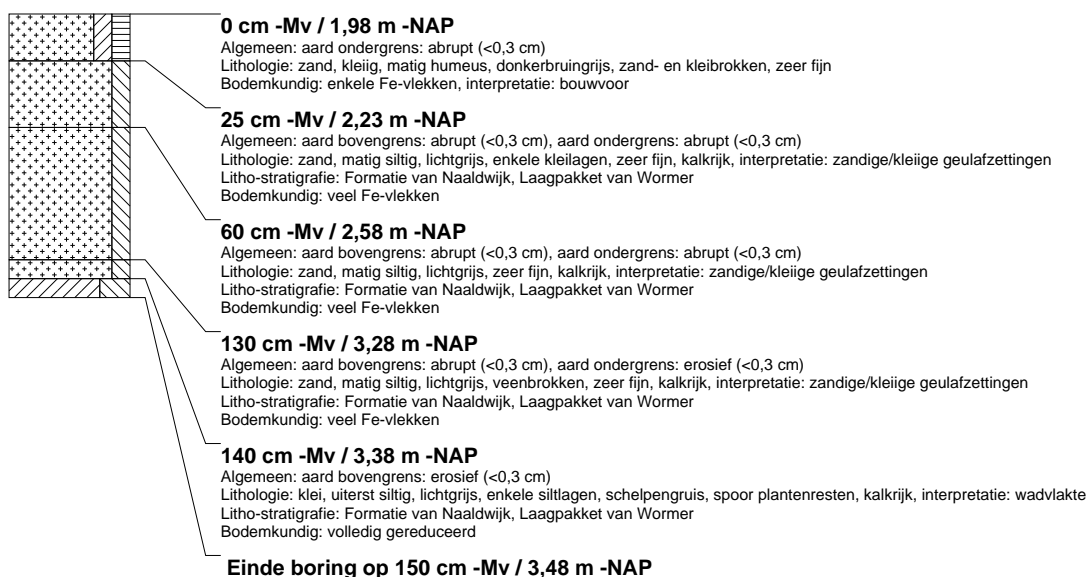 0 cm -Mv / 1,98 m -NAP
Algemeen: aard ondergrens: abrupt (<0,3 cm)
Lithologie: zand, kleiig, matig humeus, donkerbruingrijs, zand- en kleibrokken, zeer fijn
Bodemkundig: enkele Fe-vlekken, interpretatie: bouwvoor
25 cm -Mv / 2,23 m -NAP
Algemeen: aard bovengrens: abrupt (<0,3 cm), aard ondergrens: abrupt (<0,3 cm)
Lithologie: zand, matig siltig, lichtgrijs, enkele kleilagen, zeer fijn, kalkrijk, interpretatie: zandige/kleiige geulafzettingen
Litho-stratigrafie: Formatie van Naaldwijk, Laagpakket van Wormer
Bodemkundig: veel Fe-vlekken
60 cm -Mv / 2,58 m -NAP
Algemeen: aard bovengrens: abrupt (<0,3 cm), aard ondergrens: abrupt (<0,3 cm)
Lithologie: zand, matig siltig, lichtgrijs, zeer fijn, kalkrijk, interpretatie: zandige/kleiige geulafzettingen
Litho-stratigrafie: Formatie van Naaldwijk, Laagpakket van Wormer
Bodemkundig: veel Fe-vlekken
130 cm -Mv / 3,28 m -NAP
Algemeen: aard bovengrens: abrupt (<0,3 cm), aard ondergrens: erosief (<0,3 cm)
Lithologie: zand, matig siltig, lichtgrijs, veenbrokken, zeer fijn, kalkrijk, interpretatie: zandige/kleiige geulafzettingen
Litho-stratigrafie: Formatie van Naaldwijk, Laagpakket van Wormer
Bodemkundig: veel Fe-vlekken
140 cm -Mv / 3,38 m -NAP
Algemeen: aard bovengrens: erosief (<0,3 cm)
Lithologie: klei, uiterst siltig, lichtgrijs, enkele siltlagen, schelpengruis, spoor plantenresten, kalkrijk, interpretatie: wadvlakte
Litho-stratigrafie: Formatie van Naaldwijk, Laagpakket van Wormer
Bodemkundig: volledig gereduceerd
Einde boring op 150 cm -Mv / 3,48 m -NAP